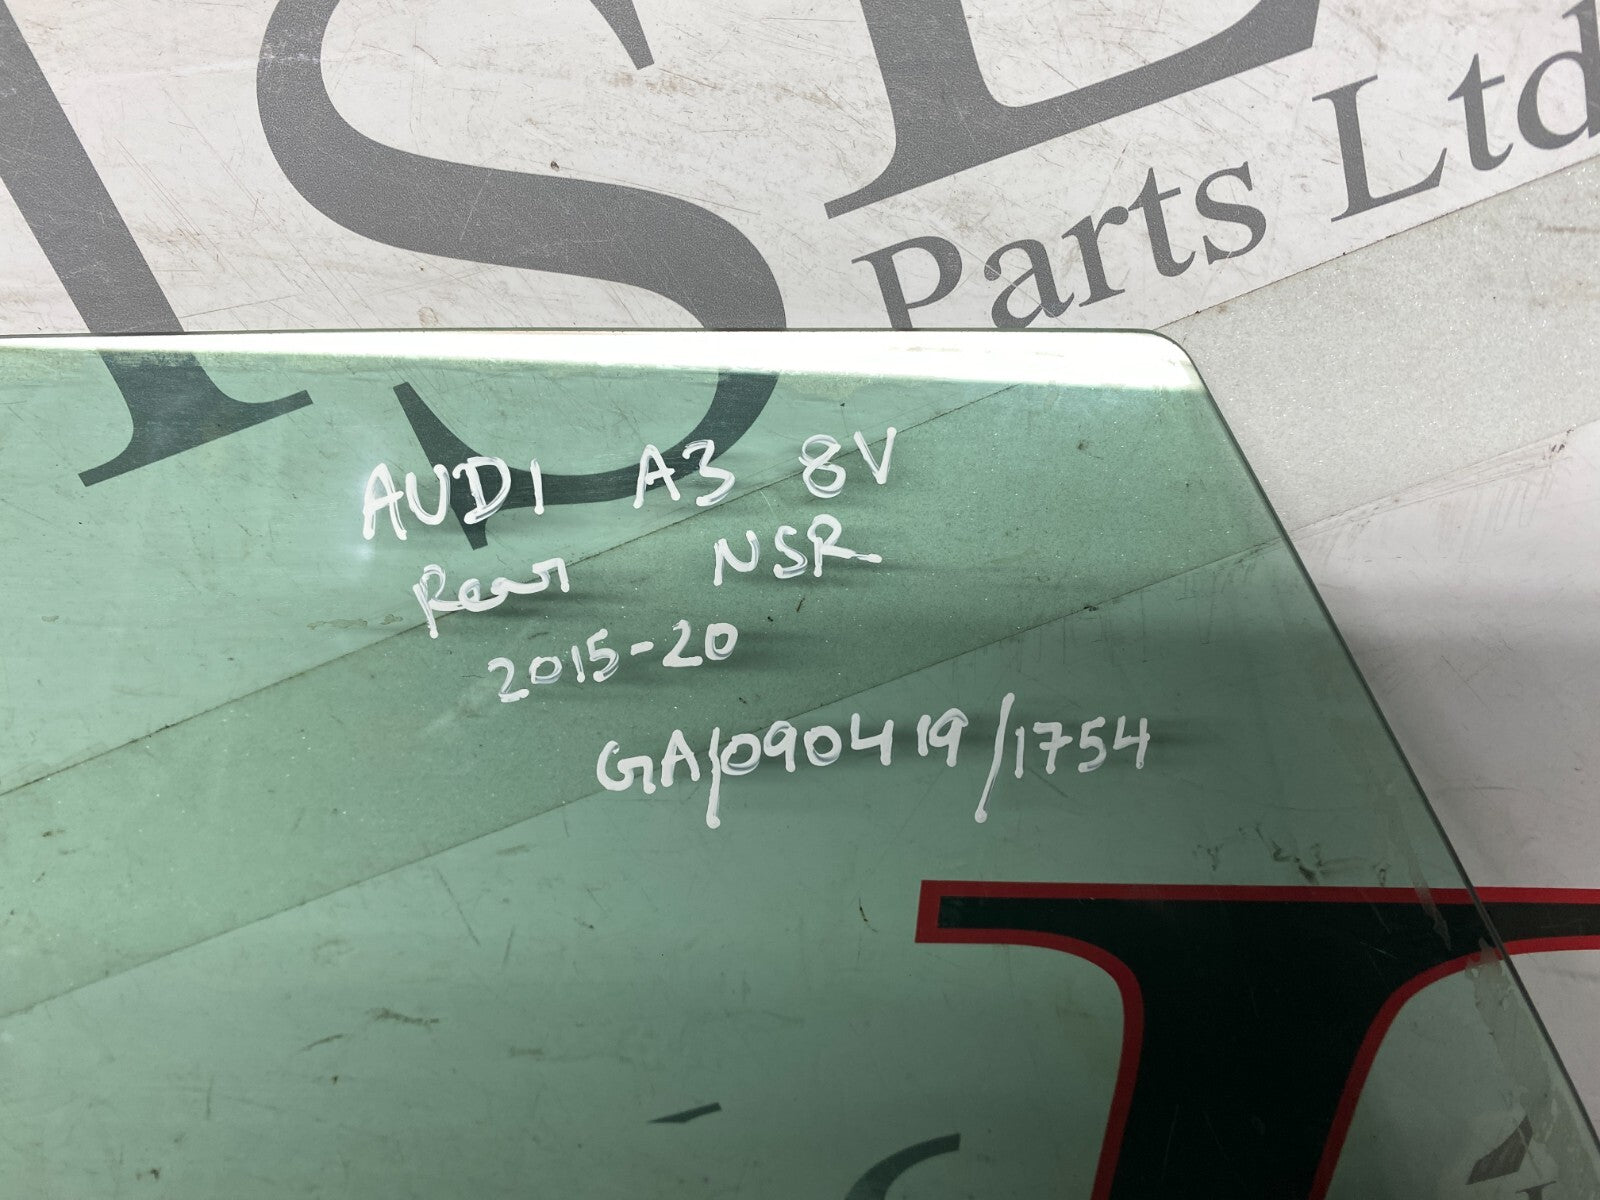 Parts Ltd
AUDI A3 8V
Rear NSR
2015-20
GA/090419/1754